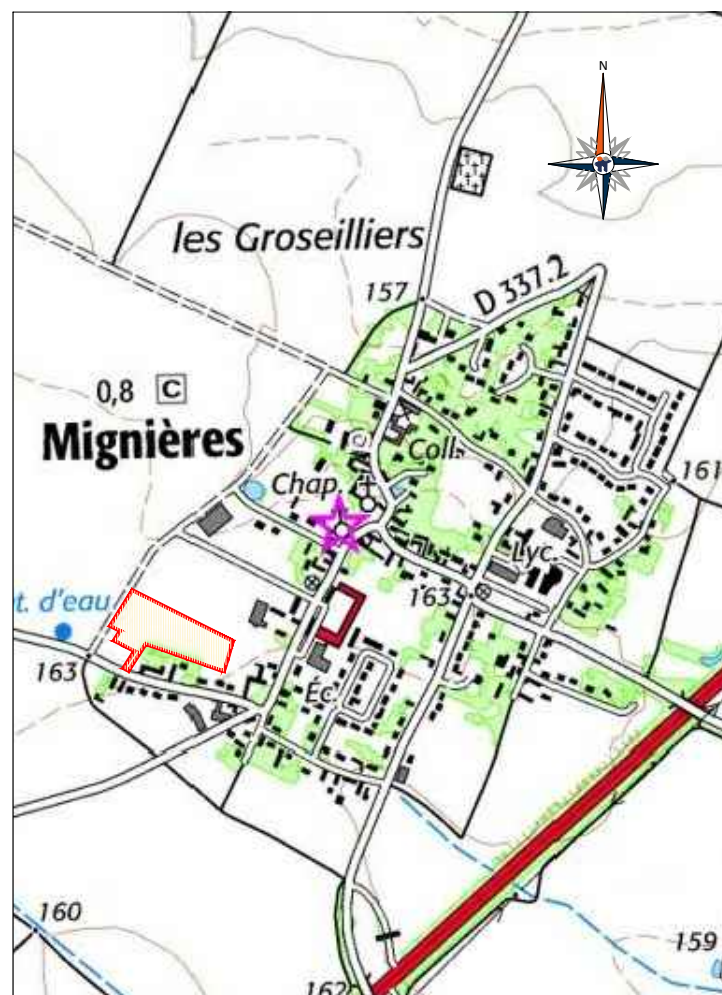 N
les Groseilliers
157
D 337.2
0,8 C
Mignières
Coll.
161
Chap.
Lyc.
163
t. d'eau
163
Éc.
160
159
162